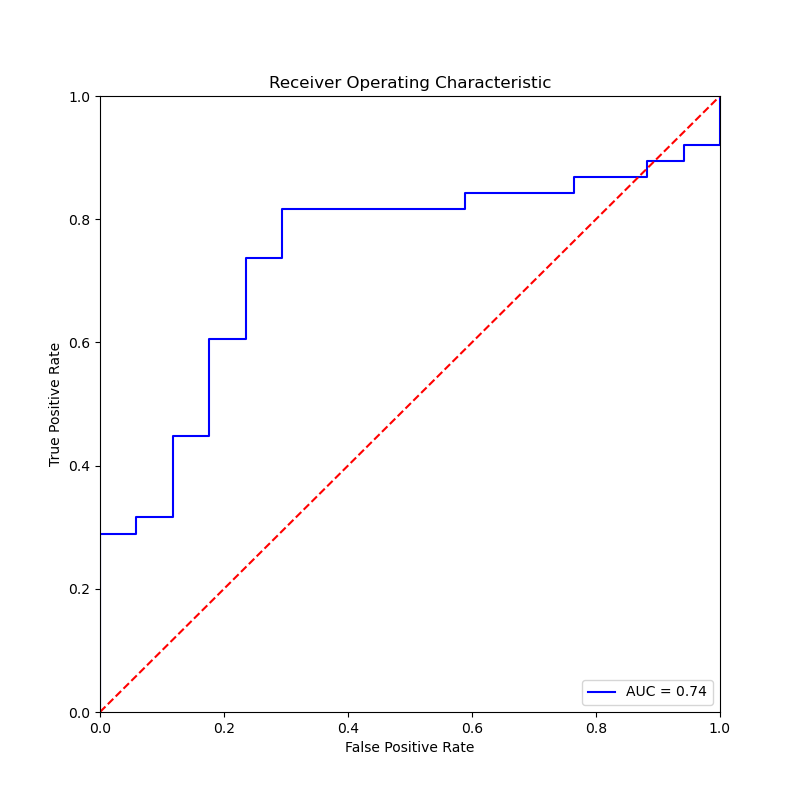 Receiver Operating Characteristic
1.0
0.8
0.6
0.4
0.2
0.0
True Positive Rate
AUC = 0.74
0.0 0.2 0.4 0.6 0.8 1.0
False Positive Rate